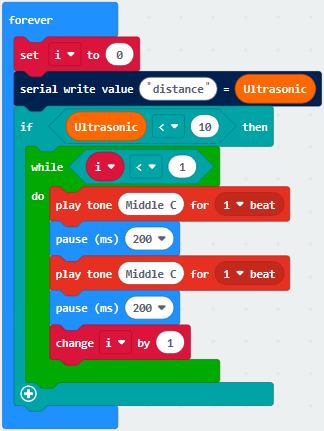 forever
set i to 0
serial write value "distance" = Ultrasonic
if Ultrasonic < 10 then
while i < 1
do
play tone Middle C for 1 beat
pause (ms) 200
play tone Middle C for 1 beat
pause (ms) 200
change i by 1